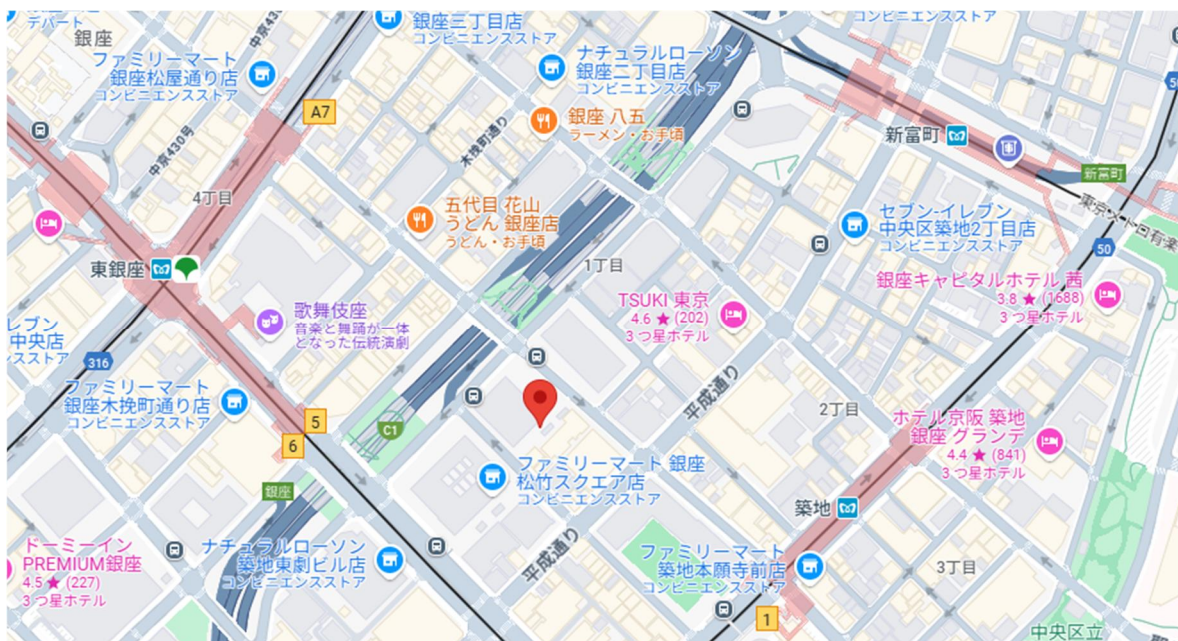 デパート
銀座
中京430号
銀座三丁目店
コンビニエンスストア
コンビニエンスストア
ファミリーマート
銀座松屋通り店
コンビニエンスストア
ナチュラルローソン
銀座二丁目店
コンビニエンスストア
A7
銀座 八五
ラーメン・お手頃
木挽町通り
中京430号
新富町
新富町
4丁目
五代目 花山
うどん 銀座店
うどん・お手頃
セブン-イレブン
中央区築地2丁目店
コンビニエンスストア
東京メトロ有楽
50
東銀座
1丁目
銀座キャピタルホテル 茜
3.8 ★ (1688)
3 つ星ホテル
TSUKI 東京
4.6 ★ (202)
3 つ星ホテル
歌舞伎座
音楽と舞踊が一体
となった伝統演劇
レブン
中央店
ンスストア
316
ファミリーマート
銀座木挽町通り店
コンビニエンスストア
平成通り
2丁目
5
6
C1
ホテル京阪 築地
銀座 グランデ
4.4 ★ (841)
3 つ星ホテル
ファミリーマート 銀座
松竹スクエア店
コンビニエンスストア
銀座
築地
ドーミーイン
PREMIUM銀座
4.5 ★ (227)
3 つ星ホテル
ナチュラルローソン
築地東劇ビル店
コンビニエンスストア
平成通り
ファミリーマート
築地本願寺前店
コンビニエンスストア
3丁目
1
中央区立